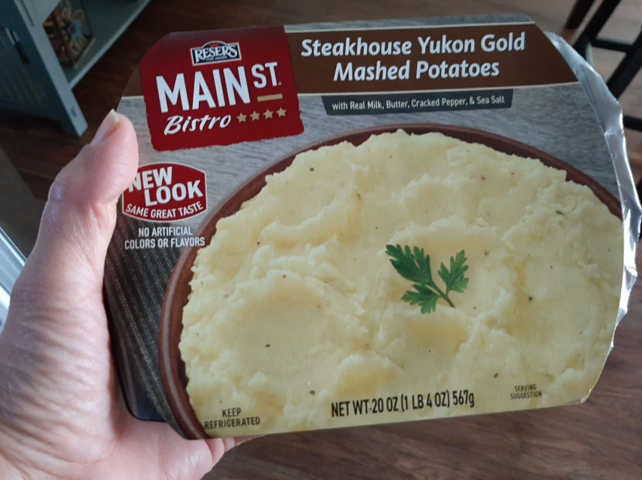 RESER'S
MAIN ST.
Bistro
Steakhouse Yukon Gold
Mashed Potatoes
with Real Milk, Butter, Cracked Pepper, & Sea Salt
NEW
LOOK
SAME GREAT TASTE
NO ARTIFICIAL
COLORS OR FLAVORS
KEEP
REFRIGERATED
NET WT-20 OZ (1 LB 4 OZ) 567g
SERVING
SUGGESTION